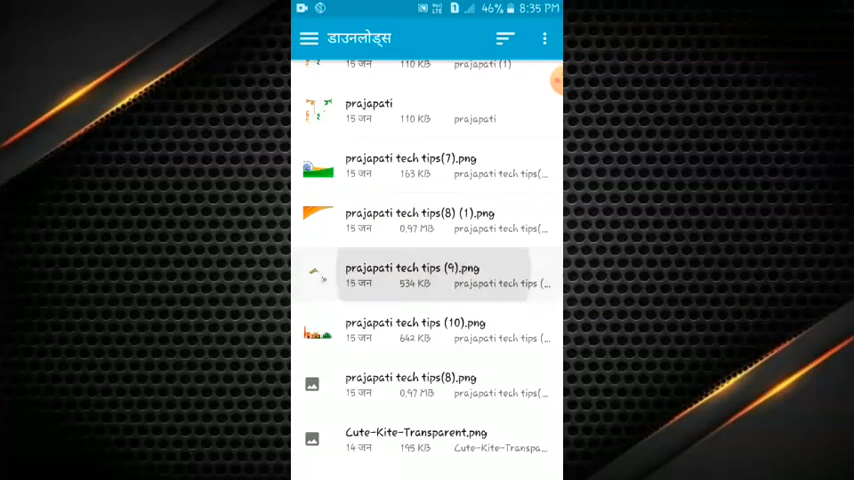 46% 8:35 PM
डाउनलोड्स
15 जन 110 KB prajapati (1)
prajapati
15 जन 110 KB prajapati
prajapati tech tips(7).png
15 जन 163 KB prajapati tech tips(...
prajapati tech tips(8) (1).png
15 जन 0.97 MB prajapati tech tips(...
prajapati tech tips (9).png
15 जन 534 KB prajapati tech tips (...
prajapati tech tips (10).png
15 जन 642 KB prajapati tech tips (...
prajapati tech tips(8).png
15 जन 0.97 MB prajapati tech tips(...
Cute-Kite-Transparent.png
14 जन 195 KB Cute-Kite-Transpa...